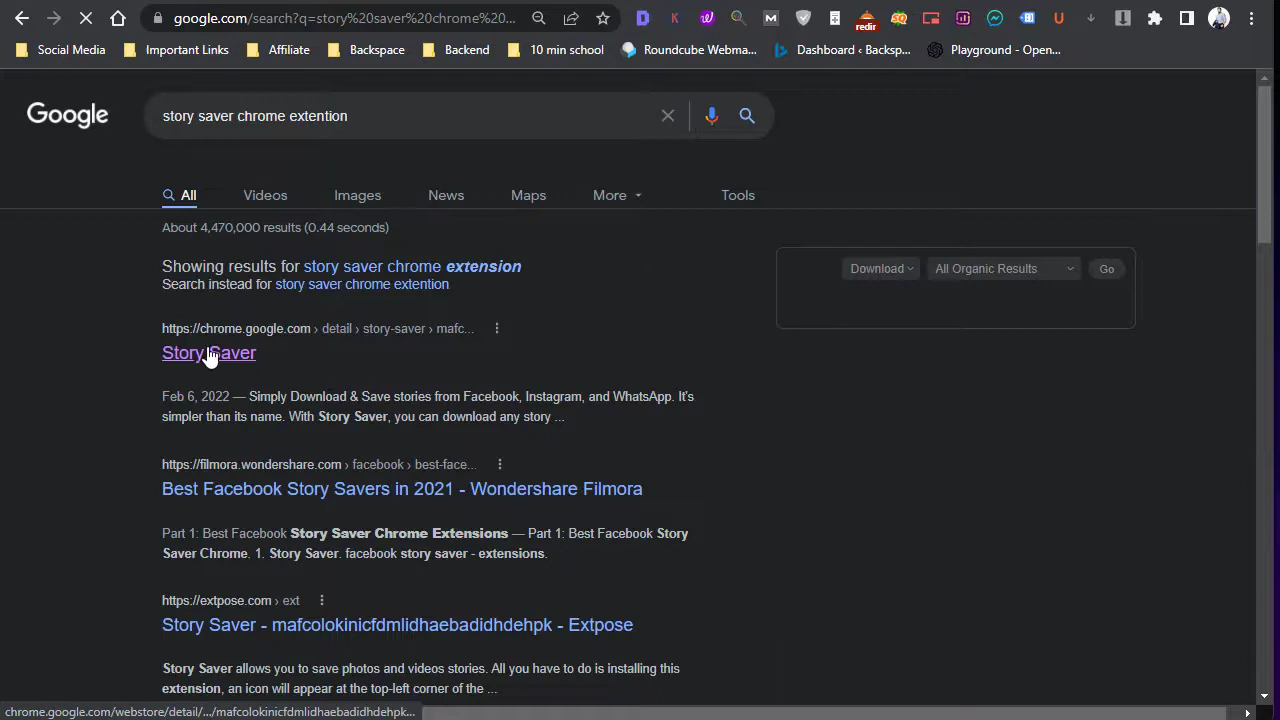 google.com/search?q=story%20saver%20chrome%20...
redir
Social Media
Important Links
Affiliate
Backspace
Backend
10 min school
Roundcube Webma...
Dashboard ‹ Backsp...
Playground - Open...
Google
story saver chrome extention
All
Videos
Images
News
Maps
More
Tools
About 4,470,000 results (0.44 seconds)
Showing results for story saver chrome extension
Search instead for story saver chrome extention
Download
All Organic Results
Go
https://chrome.google.com › detail › story-saver › mafc...
Story Saver
Feb 6, 2022 — Simply Download & Save stories from Facebook, Instagram, and WhatsApp. It's
simpler than its name. With Story Saver, you can download any story ...
https://filmora.wondershare.com › facebook › best-face...
Best Facebook Story Savers in 2021 - Wondershare Filmora
Part 1: Best Facebook Story Saver Chrome Extensions — Part 1: Best Facebook Story
Saver Chrome. 1. Story Saver. facebook story saver - extensions.
https://extpose.com › ext
Story Saver - mafcolokinicfdmlidhaebadidhdehpk - Extpose
Story Saver allows you to save photos and videos stories. All you have to do is installing this
extension, an icon will appear at the top-left corner of the ...
chrome.google.com/webstore/detail/.../mafcolokinicfdmlidhaebadidhdehpk...